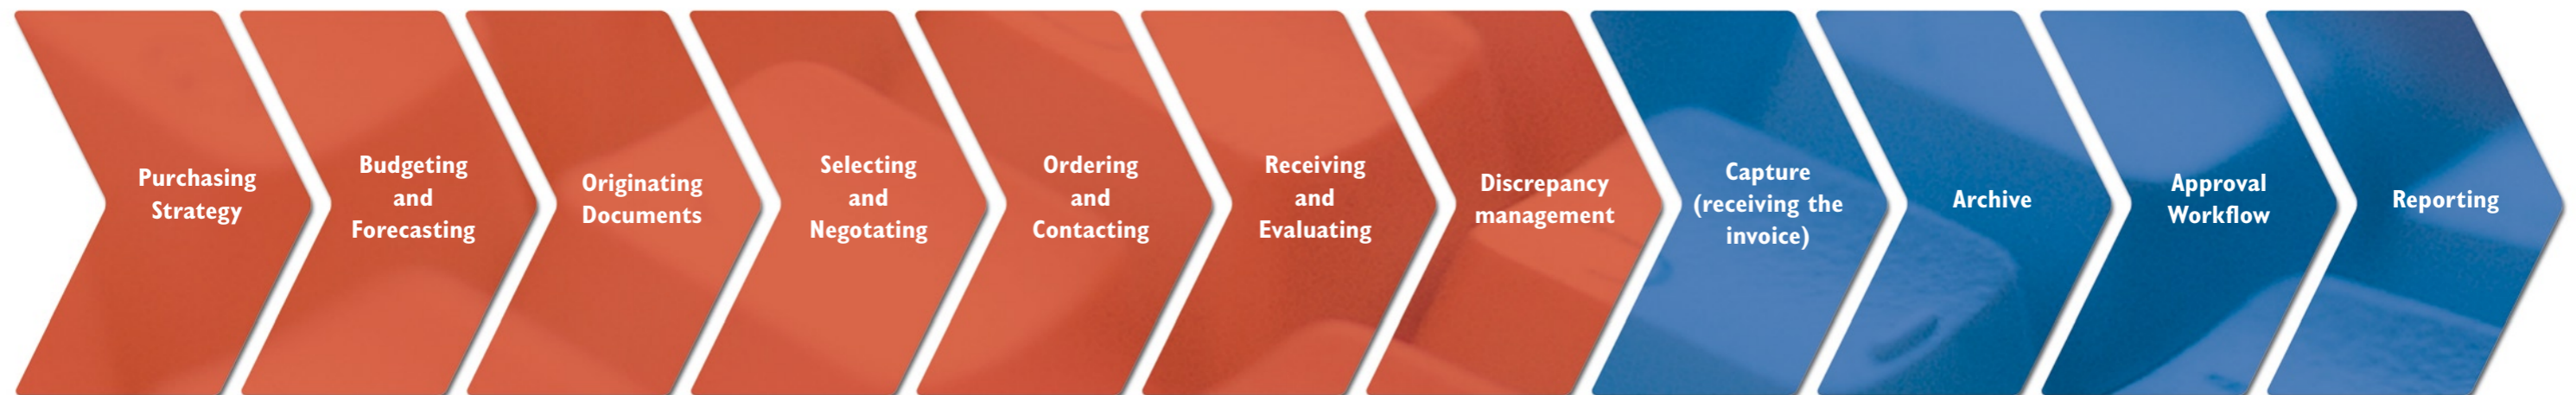 Purchasing
Strategy
Budgeting
and
Forecasting
Originating
Documents
Selecting
and
Negotating
Ordering
and
Contacting
Receiving
and
Evaluating
Discrepancy
management
Capture
(receiving the
invoice)
Archive
Approval
Workflow
Reporting